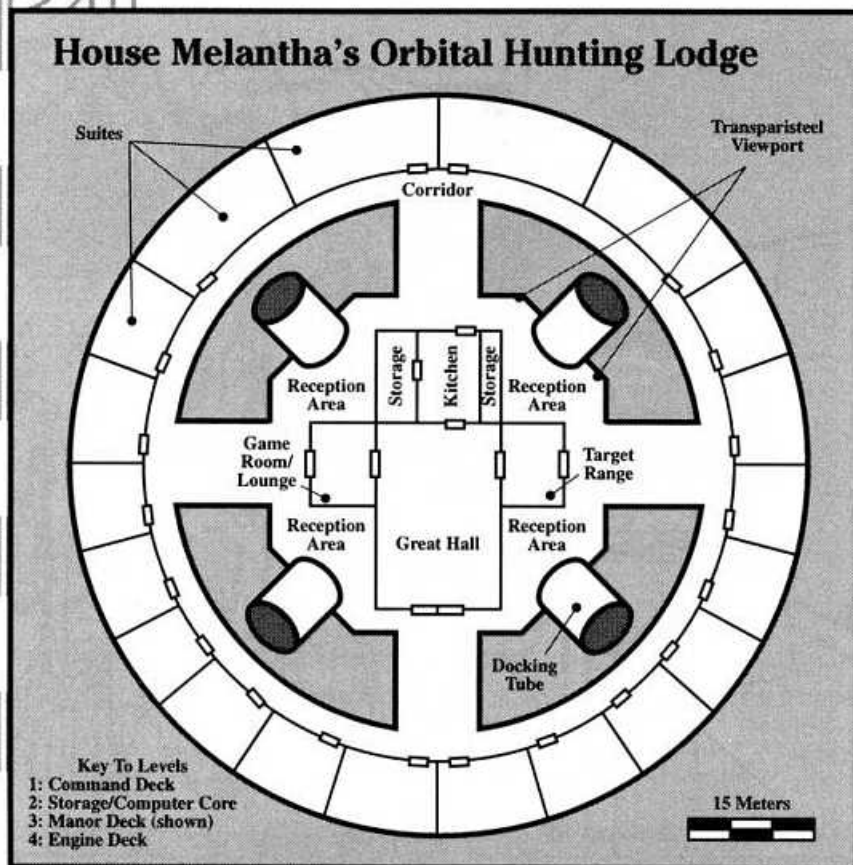 House Melantha's Orbital Hunting Lodge
Suites
Transparisteel
Viewport
Corridor
Storage
Kitchen
Storage
Reception
Area
Reception
Area
Game
Room/
Lounge
Target
Range
Reception
Area
Great Hall
Reception
Area
Docking
Tube
Key To Levels
1: Command Deck
2: Storage/Computer Core
3: Manor Deck (shown)
4: Engine Deck
15 Meters